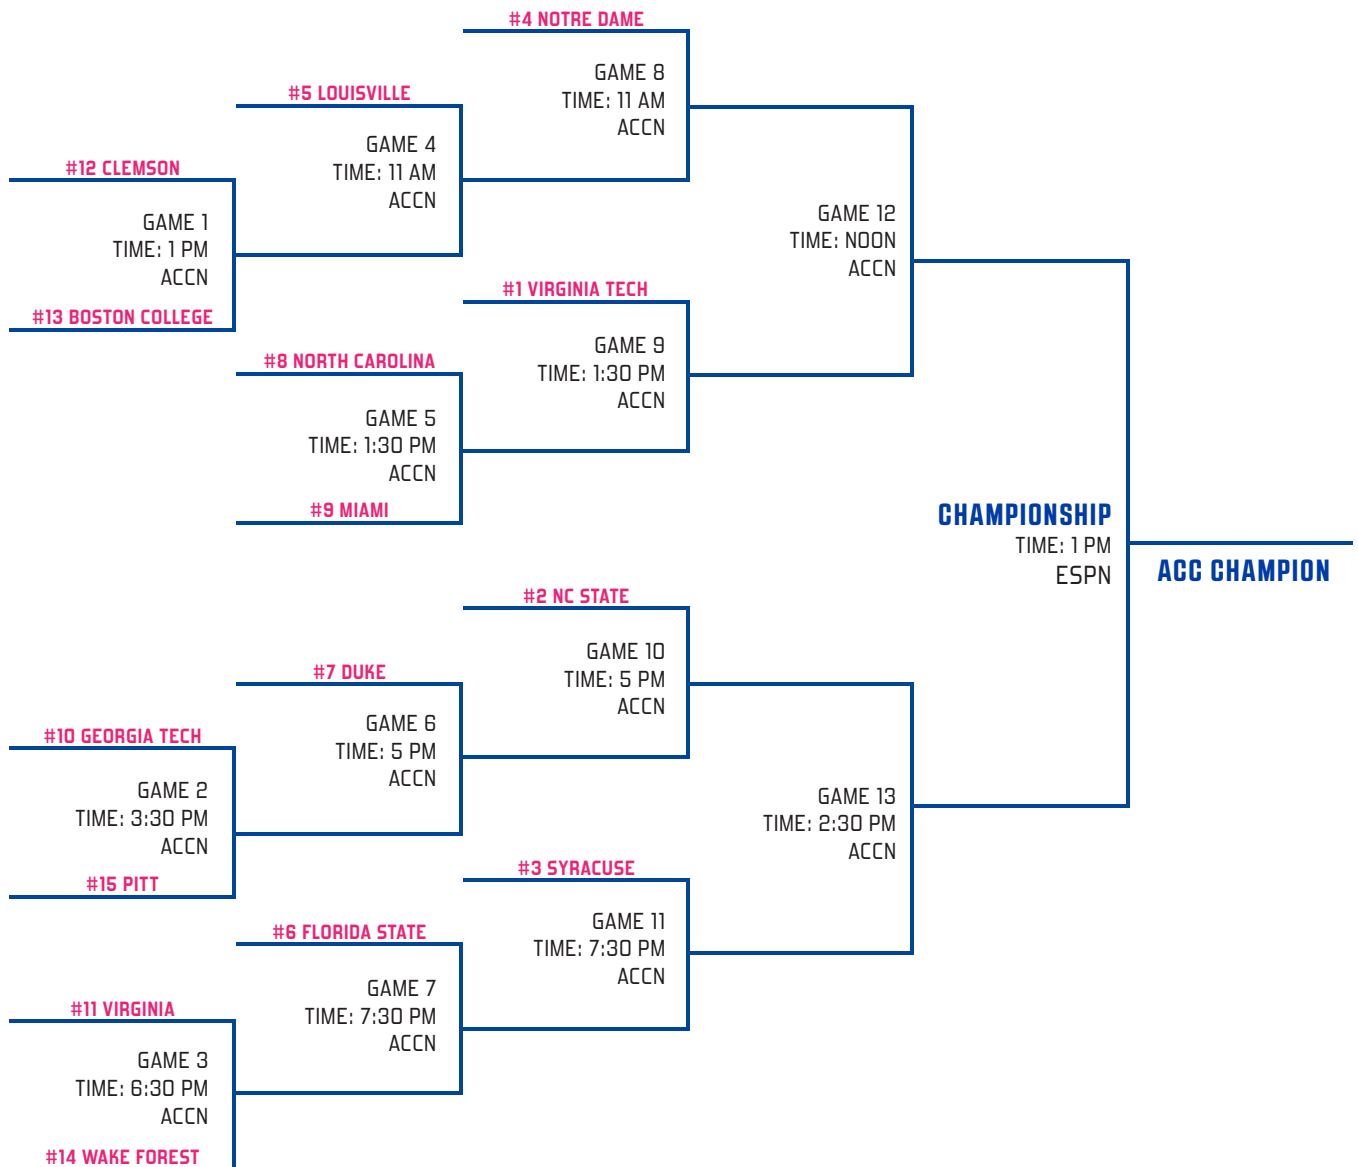 #4 NOTRE DAME
GAME 8
TIME: 11 AM
ACCN
#5 LOUISVILLE
GAME 4
TIME: 11 AM
ACCN
#12 CLEMSON
GAME 1
TIME: 1 PM
ACCN
#13 BOSTON COLLEGE
GAME 12
TIME: NOON
ACCN
#1 VIRGINIA TECH
GAME 9
TIME: 1:30 PM
ACCN
#8 NORTH CAROLINA
GAME 5
TIME: 1:30 PM
ACCN
#9 MIAMI
CHAMPIONSHIP
TIME: 1 PM
ESPN
ACC CHAMPION
#2 NC STATE
GAME 10
TIME: 5 PM
ACCN
#7 DUKE
GAME 6
TIME: 5 PM
ACCN
#10 GEORGIA TECH
GAME 2
TIME: 3:30 PM
ACCN
#15 PITT
GAME 13
TIME: 2:30 PM
ACCN
#3 SYRACUSE
GAME 11
TIME: 7:30 PM
ACCN
#6 FLORIDA STATE
GAME 7
TIME: 7:30 PM
ACCN
#11 VIRGINIA
GAME 3
TIME: 6:30 PM
ACCN
#14 WAKE FOREST